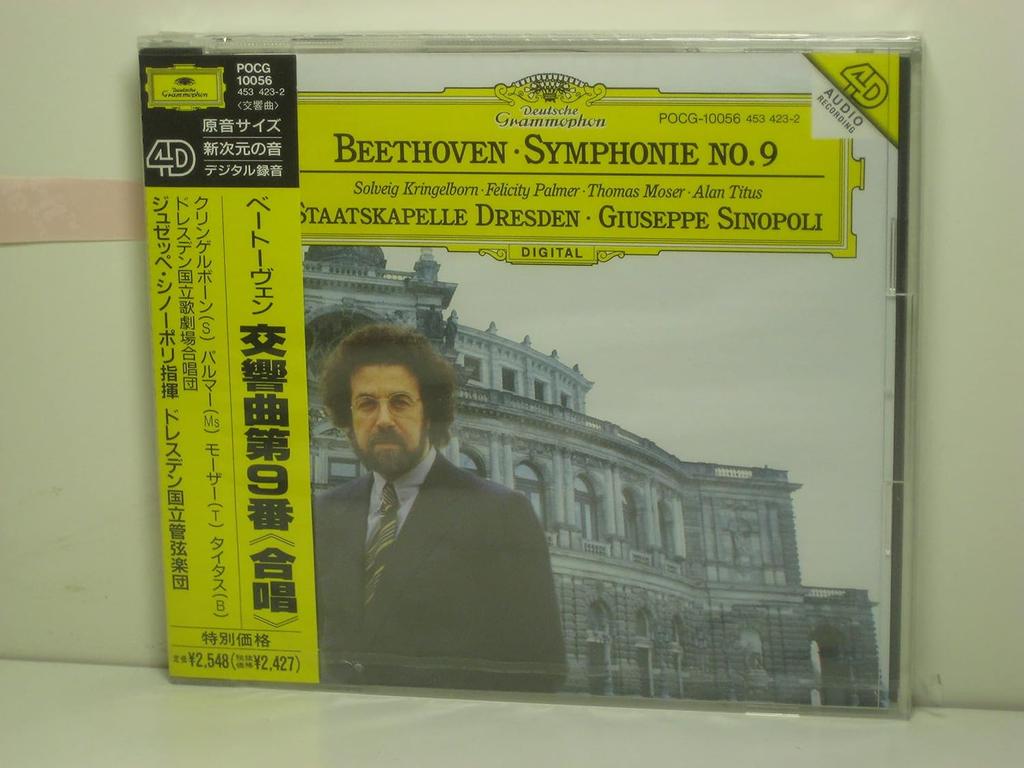 Deutsche
Grammophon
POCG
10056
453 423-2
〈交響曲〉
4D
原音サイズ
新次元の音
デジタル録音
ベートーヴェン
交響曲第9番《合唱》
クリンゲルボーン(S) パルマー(Ms) モーザー(T) タイタス(B)
ドレスデン国立歌劇場合唱団
ジュゼッペ・シノーポリ指揮 ドレスデン国立管弦楽団
特別価格
定価¥2,548(税抜価格¥2,427)
Deutsche
Grammophon
POCG-10056 453 423-2
BEETHOVEN · SYMPHONIE NO. 9
Solveig Kringelborn · Felicity Palmer · Thomas Moser · Alan Titus
STAATSKAPELLE DRESDEN · GIUSEPPE SINOPOLI
DIGITAL
4D
AUDIO
RECORDING